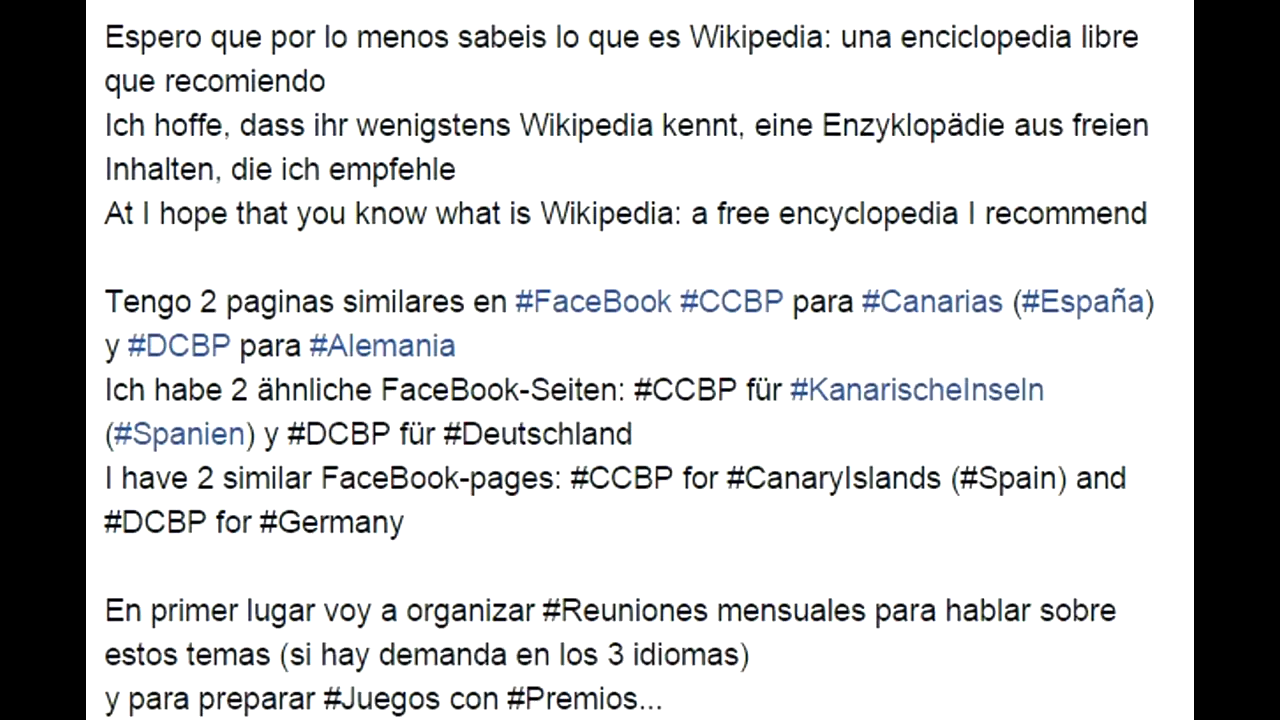 Espero que por lo menos sabeis lo que es Wikipedia: una enciclopedia libre
que recomiendo
Ich hoffe, dass ihr wenigstens Wikipedia kennt, eine Enzyklopädie aus freien
Inhalten, die ich empfehle
At I hope that you know what is Wikipedia: a free encyclopedia I recommend
Tengo 2 paginas similares en #FaceBook #CCBP para #Canarias (#España)
y #DCBP para #Alemania
Ich habe 2 ähnliche FaceBook-Seiten: #CCBP für #KanarischeInseln
(#Spanien) y #DCBP für #Deutschland
I have 2 similar FaceBook-pages: #CCBP for #CanaryIslands (#Spain) and
#DCBP for #Germany
En primer lugar voy a organizar #Reuniones mensuales para hablar sobre
estos temas (si hay demanda en los 3 idiomas)
y para preparar #Juegos con #Premios...